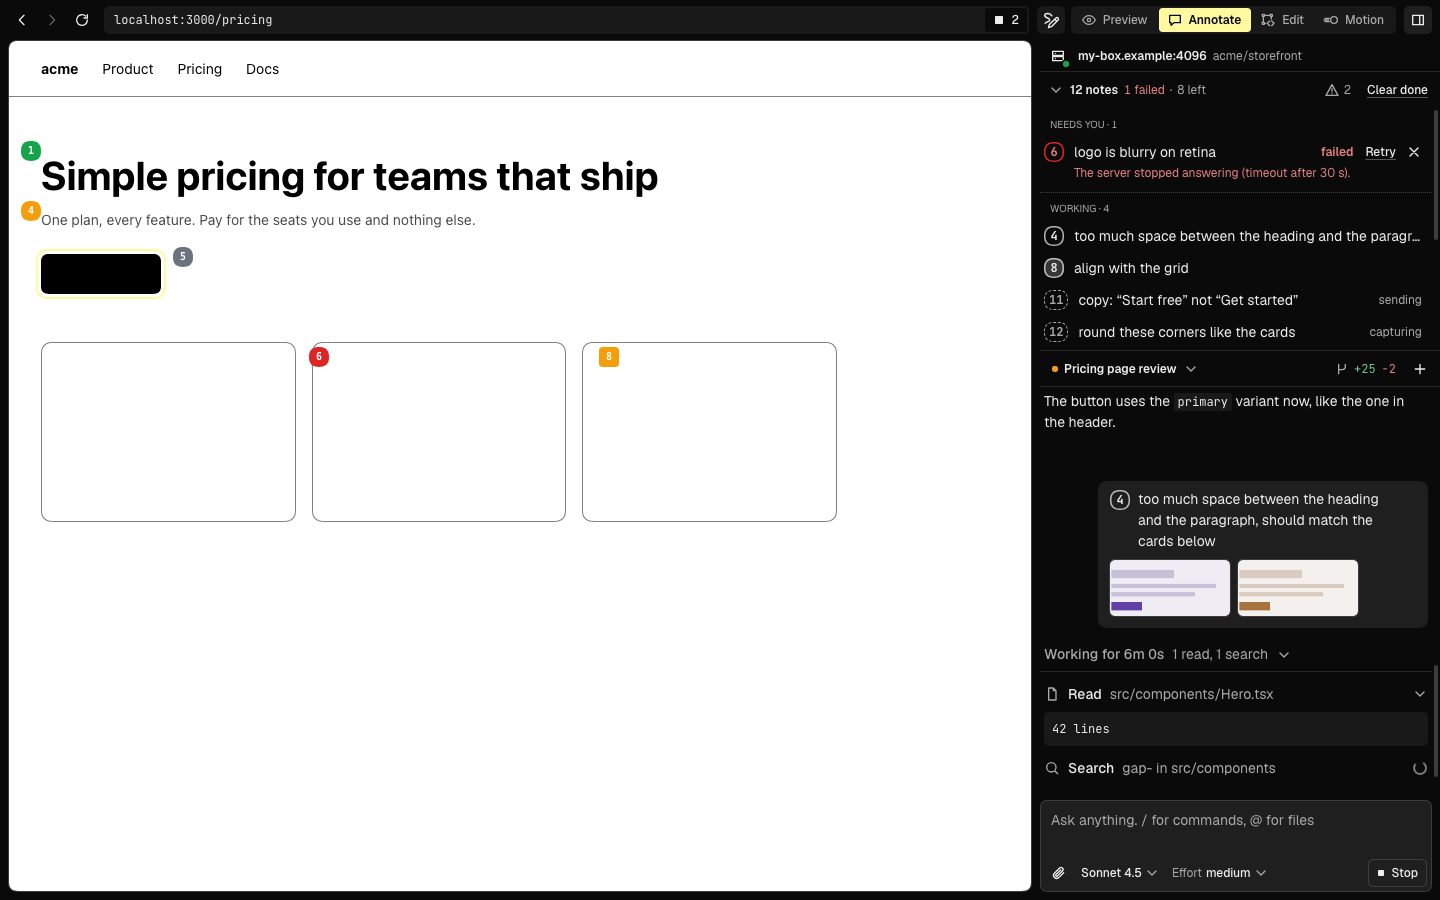 localhost:3000/pricing
2
Preview
Annotate
Edit
Motion
acme
Product
Pricing
Docs
1
Simple pricing for teams that ship
4
One plan, every feature. Pay for the seats you use and nothing else.
5
6
8
my-box.example:4096 acme/storefront
12 notes 1 failed · 8 left
2
Clear done
NEEDS YOU · 1
6 logo is blurry on retina failed Retry
The server stopped answering (timeout after 30 s).
WORKING · 4
4 too much space between the heading and the paragr...
8 align with the grid
11 copy: “Start free” not “Get started” sending
12 round these corners like the cards capturing
Pricing page review +25 -2
The button uses the primary variant now, like the one in
the header.
4 too much space between the heading
and the paragraph, should match the
cards below
Working for 6m 0s 1 read, 1 search
Read src/components/Hero.tsx
42 lines
Search gap- in src/components
Ask anything. / for commands, @ for files
Sonnet 4.5 Effort medium Stop